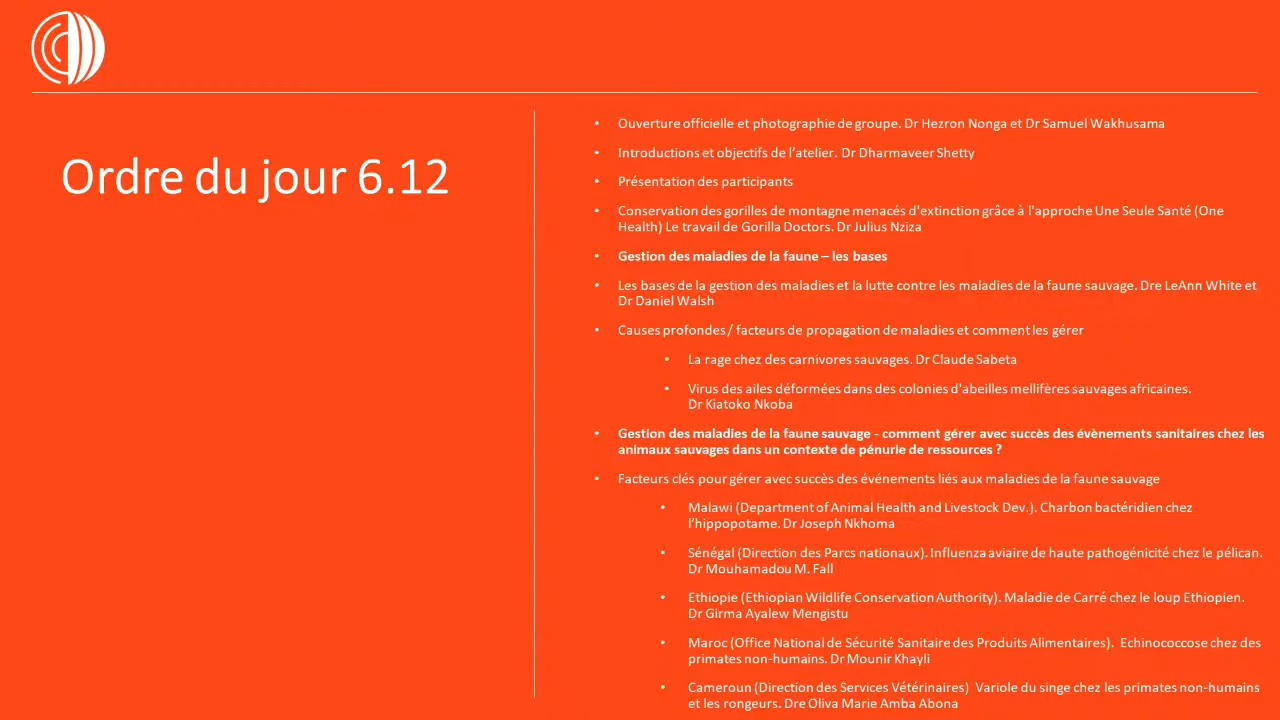 Ordre du jour 6.12
• Ouverture officielle et photographie de groupe. Dr Hezron Nonga et Dr Samuel Wakhusama
• Introductions et objectifs de l’atelier. Dr Dharmaveer Shetty
• Présentation des participants
• Conservation des gorilles de montagne menacés d'extinction grâce à l'approche Une Seule Santé (One
Health) Le travail de Gorilla Doctors. Dr Julius Nziza
• Gestion des maladies de la faune – les bases
• Les bases de la gestion des maladies et la lutte contre les maladies de la faune sauvage. Dre LeAnn White et
Dr Daniel Walsh
• Causes profondes / facteurs de propagation de maladies et comment les gérer
• La rage chez des carnivores sauvages. Dr Claude Sabeta
• Virus des ailes déformées dans des colonies d'abeilles mellifères sauvages africaines.
Dr Kiatoko Nkoba
• Gestion des maladies de la faune sauvage - comment gérer avec succès des évènements sanitaires chez les
animaux sauvages dans un contexte de pénurie de ressources ?
• Facteurs clés pour gérer avec succès des événements liés aux maladies de la faune sauvage
• Malawi (Department of Animal Health and Livestock Dev.). Charbon bactéridien chez
l’hippopotame. Dr Joseph Nkhoma
• Sénégal (Direction des Parcs nationaux). Influenza aviaire de haute pathogénicité chez le pélican.
Dr Mouhamadou M. Fall
• Ethiopie (Ethiopian Wildlife Conservation Authority). Maladie de Carré chez le loup Ethiopien.
Dr Girma Ayalew Mengistu
• Maroc (Office National de Sécurité Sanitaire des Produits Alimentaires). Echinococcose chez des
primates non-humains. Dr Mounir Khayli
• Cameroun (Direction des Services Vétérinaires) Variole du singe chez les primates non-humains
et les rongeurs. Dre Oliva Marie Amba Abona